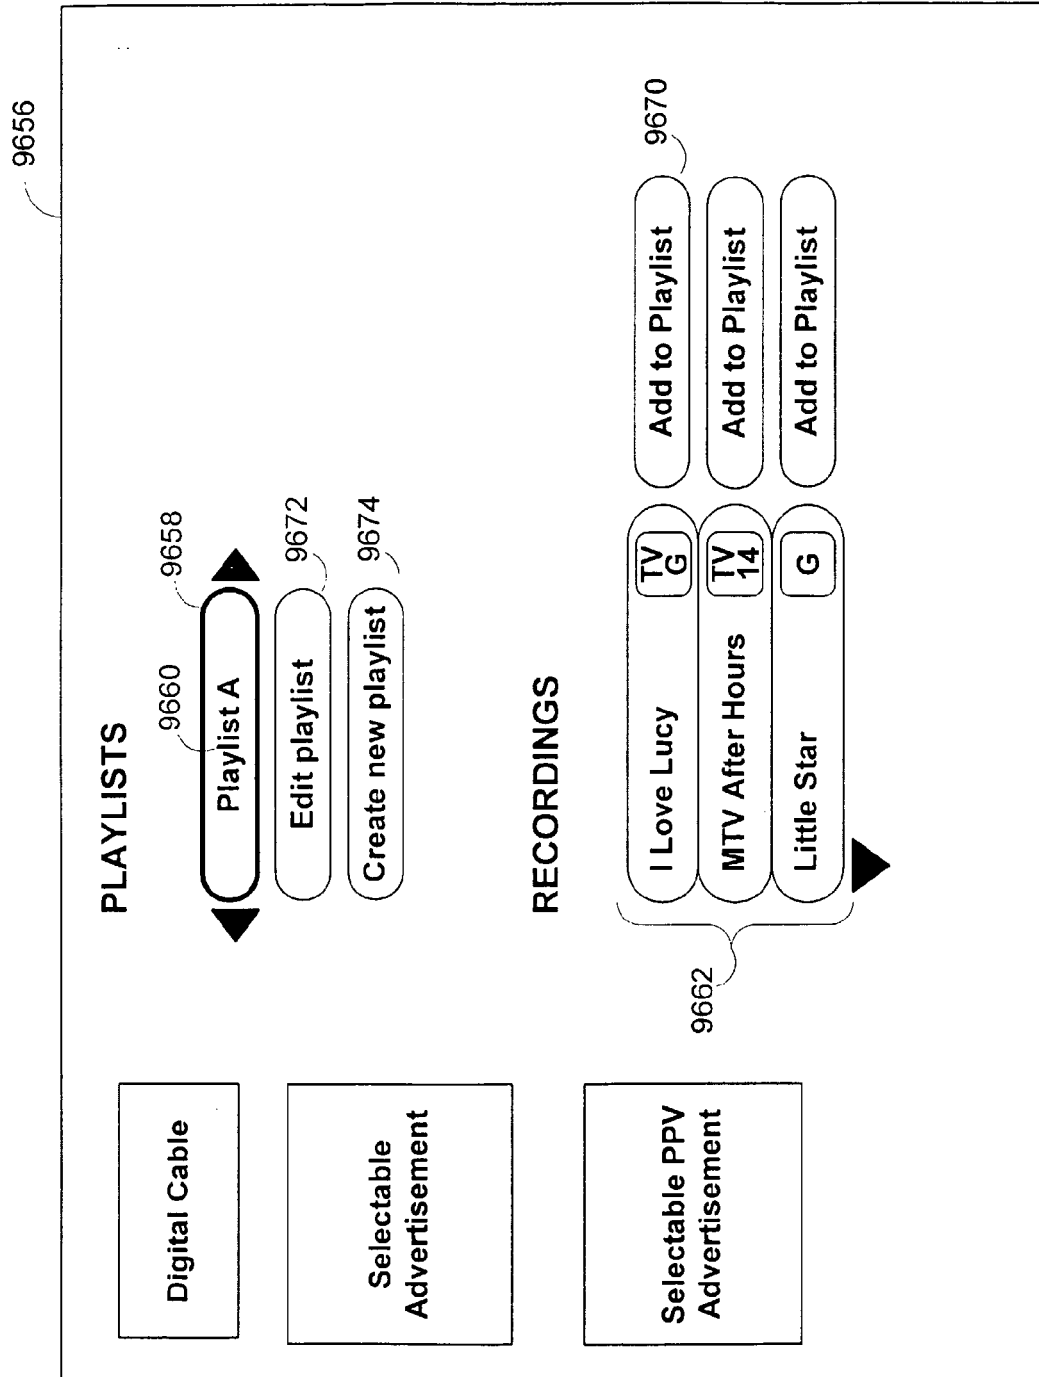 9656
Digital Cable
Selectable
Advertisement
Selectable PPV
Advertisement
PLAYLISTS
9660
9658
Playlist A
Edit playlist
9672
Create new playlist
9674
RECORDINGS
9662
I Love Lucy
TV
G
Add to Playlist
9670
MTV After Hours
TV
14
Add to Playlist
Little Star
G
Add to Playlist